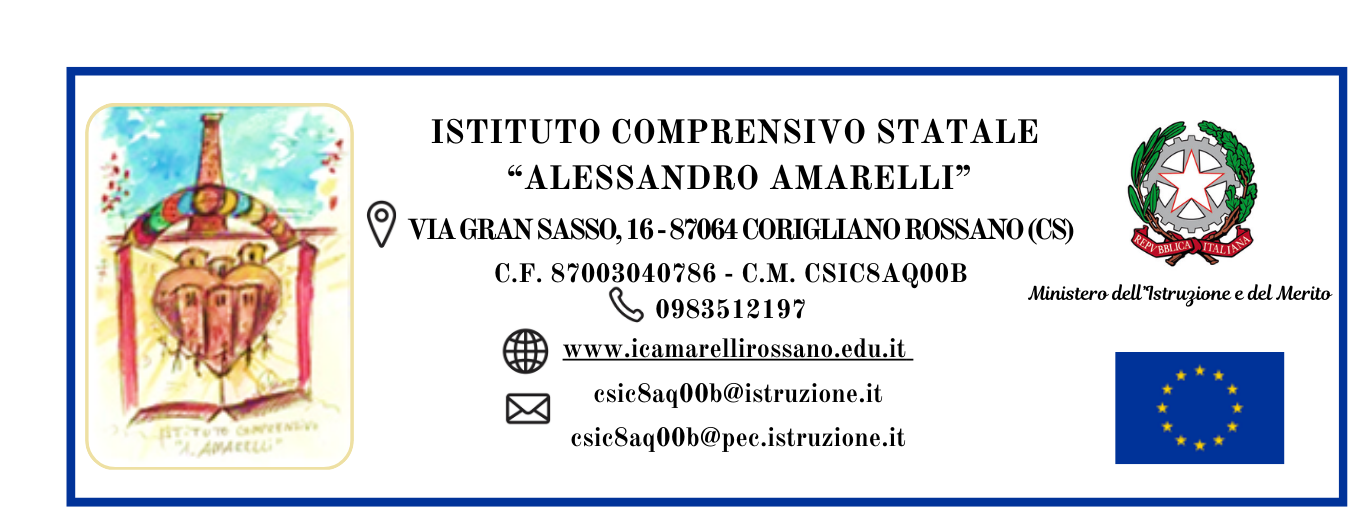 ISTITUTO COMPRENSIVO STATALE
“ALESSANDRO AMARELLI”
VIA GRAN SASSO, 16 - 87064 CORIGLIANO ROSSANO (CS)
C.F. 87003040786 - C.M. CSIC8AQ00B
0983512197
www.icamarellirossano.edu.it
csic8aq00b@istruzione.it
csic8aq00b@pec.istruzione.it
ISTITUTO COMPRENSIVO
"A. AMARELLI"
REPVBBLICA ITALIANA
Ministero dell'Istruzione e del Merito